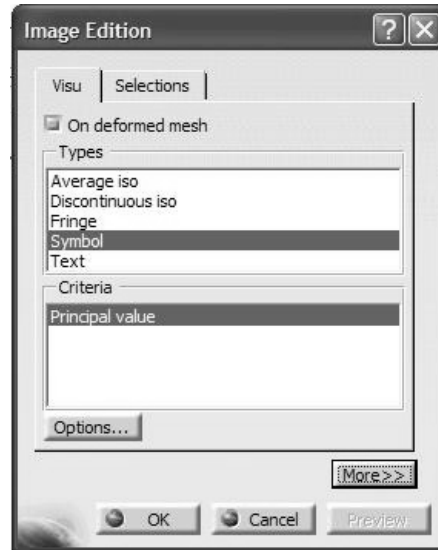 Image Edition
Visu Selections
On deformed mesh
Types
Average iso
Discontinuous iso
Fringe
Symbol
Text
Criteria
Principal value
Options...
More>>
OK Cancel Preview